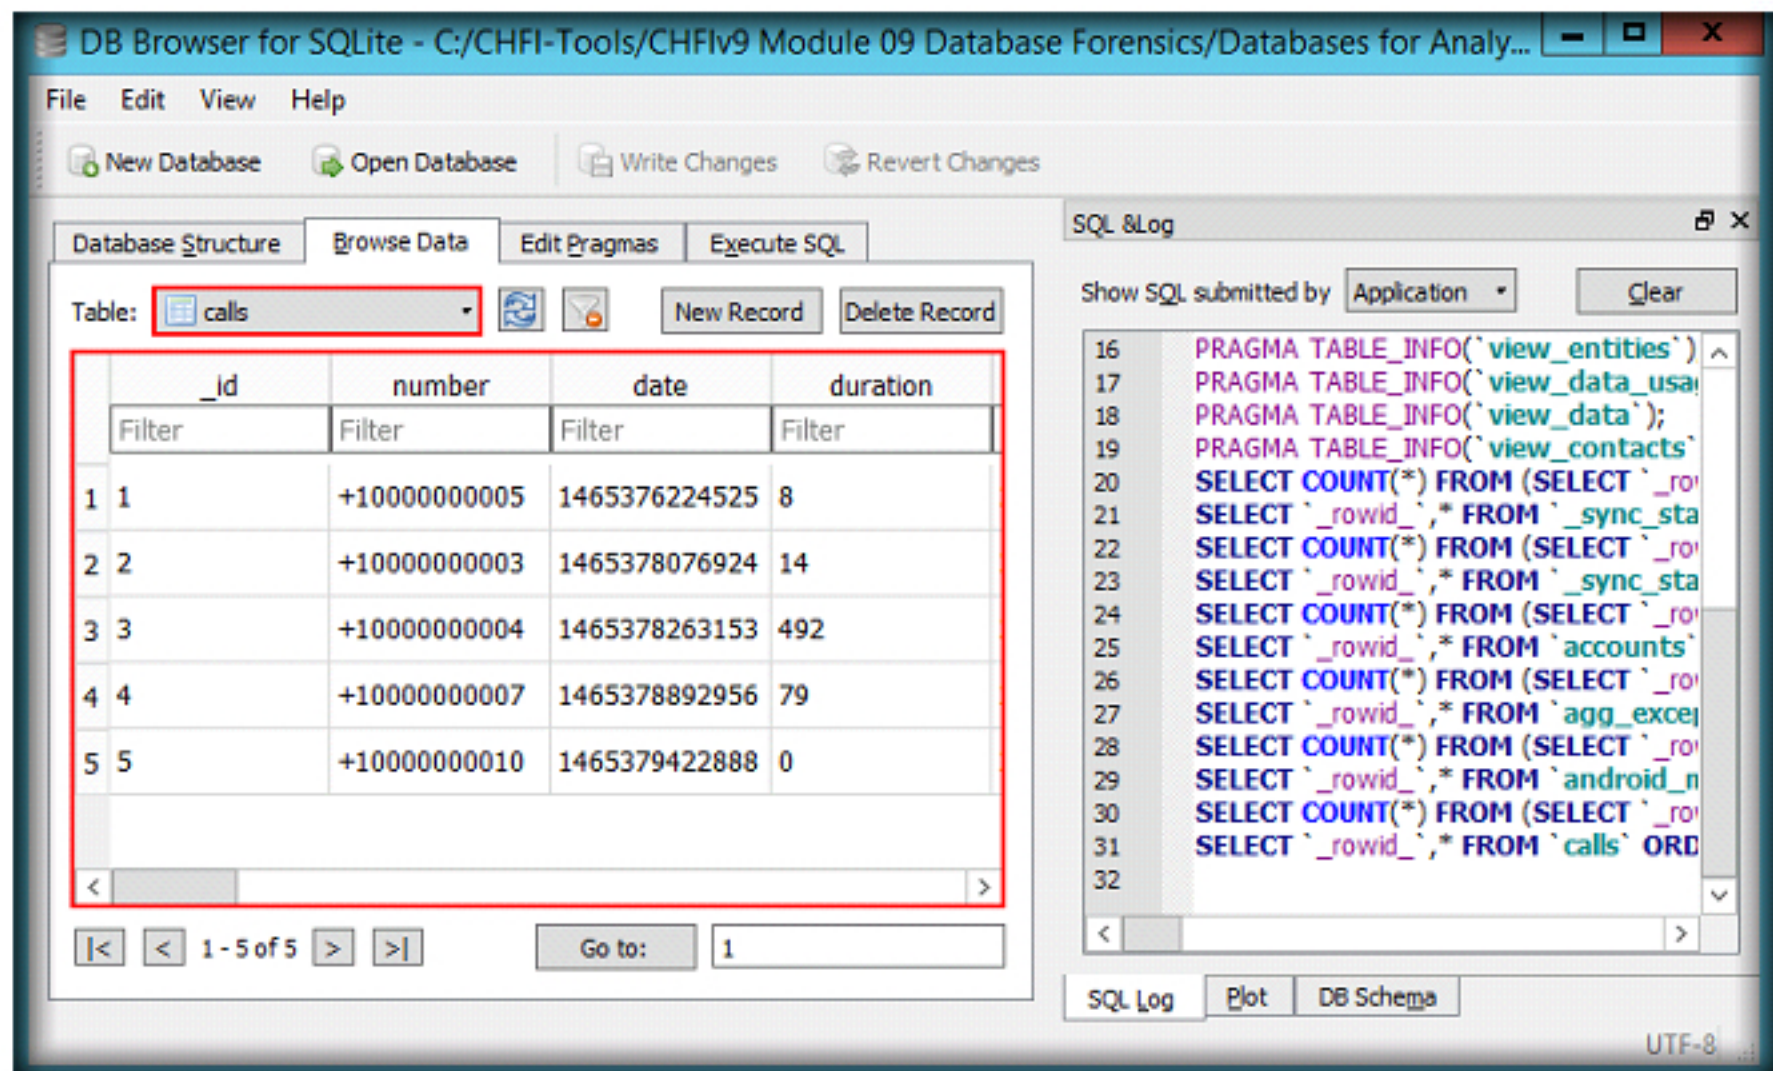 DB Browser for SQLite - C:/CHFI-Tools/CHFIv9 Module 09 Database Forensics/Databases for Analy...
File Edit View Help
New Database Open Database Write Changes Revert Changes
Database Structure Browse Data Edit Pragmas Execute SQL
Table: calls New Record Delete Record
_id number date duration
Filter Filter Filter Filter
1 1 +10000000005 1465376224525 8
2 2 +10000000003 1465378076924 14
3 3 +10000000004 1465378263153 492
4 4 +10000000007 1465378892956 79
5 5 +10000000010 1465379422888 0
|< < 1 - 5 of 5 > >| Go to: 1
SQL &Log
Show SQL submitted by Application Clear
16 PRAGMA TABLE_INFO(`view_entities`)
17 PRAGMA TABLE_INFO(`view_data_usa
18 PRAGMA TABLE_INFO(`view_data`);
19 PRAGMA TABLE_INFO(`view_contacts`
20 SELECT COUNT(*) FROM (SELECT `_ro
21 SELECT `_rowid_`,* FROM `_sync_sta
22 SELECT COUNT(*) FROM (SELECT `_ro
23 SELECT `_rowid_`,* FROM `_sync_sta
24 SELECT COUNT(*) FROM (SELECT `_ro
25 SELECT `_rowid_`,* FROM `accounts`
26 SELECT COUNT(*) FROM (SELECT `_ro
27 SELECT `_rowid_`,* FROM `agg_excep
28 SELECT COUNT(*) FROM (SELECT `_ro
29 SELECT `_rowid_`,* FROM `android_m
30 SELECT COUNT(*) FROM (SELECT `_ro
31 SELECT `_rowid_`,* FROM `calls` ORD
32
SQL Log Plot DB Schema
UTF-8